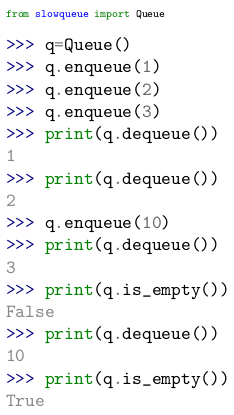 from slowqueue import Queue
>>> q=Queue()
>>> q.enqueue(1)
>>> q.enqueue(2)
>>> q.enqueue(3)
>>> print(q.dequeue())
1
>>> print(q.dequeue())
2
>>> q.enqueue(10)
>>> print(q.dequeue())
3
>>> print(q.is_empty())
False
>>> print(q.dequeue())
10
>>> print(q.is_empty())
True